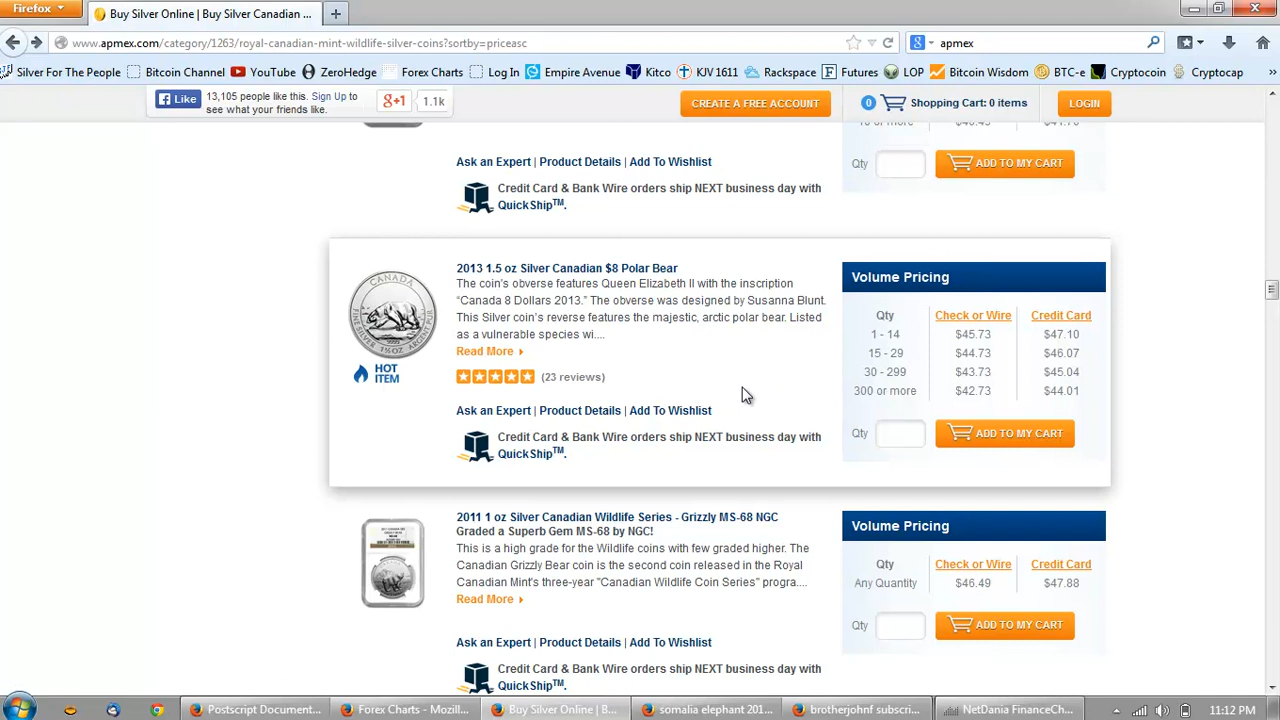 Firefox
Buy Silver Online | Buy Silver Canadian ...
www.apmex.com/category/1263/royal-canadian-mint-wildlife-silver-coins?sortby=priceasc
apmex
Silver For The People
Bitcoin Channel
YouTube
ZeroHedge
Forex Charts
Log In
Empire Avenue
Kitco
KJV 1611
Rackspace
Futures
LOP
Bitcoin Wisdom
BTC-e
Cryptocoin
Cryptocap
»
Like
13,105 people like this. Sign Up to
see what your friends like.
+1
1.1k
CREATE A FREE ACCOUNT
0
Shopping Cart: 0 items
LOGIN
Ask an Expert | Product Details | Add To Wishlist
Qty
ADD TO MY CART
Credit Card & Bank Wire orders ship NEXT business day with
QuickShip™.
CANADA
FINE SILVER 1½ OZ ARGENT PUR
HOT
ITEM
2013 1.5 oz Silver Canadian $8 Polar Bear
The coin's obverse features Queen Elizabeth II with the inscription
“Canada 8 Dollars 2013.” The obverse was designed by Susanna Blunt.
This Silver coin's reverse features the majestic, arctic polar bear. Listed
as a vulnerable species wi....
Read More
(23 reviews)
Ask an Expert | Product Details | Add To Wishlist
Credit Card & Bank Wire orders ship NEXT business day with
QuickShip™.
Volume Pricing
Qty Check or Wire Credit Card
1 - 14 $45.73 $47.10
15 - 29 $44.73 $46.07
30 - 299 $43.73 $45.04
300 or more $42.73 $44.01
Qty
ADD TO MY CART
2011 1 oz Silver Canadian Wildlife Series - Grizzly MS-68 NGC
Graded a Superb Gem MS-68 by NGC!
This is a high grade for the Wildlife coins with few graded higher. The
Canadian Grizzly Bear coin is the second coin released in the Royal
Canadian Mint's three-year "Canadian Wildlife Coin Series" progra....
Read More
Ask an Expert | Product Details | Add To Wishlist
Credit Card & Bank Wire orders ship NEXT business day with
QuickShip™.
Volume Pricing
Qty Check or Wire Credit Card
Any Quantity $46.49 $47.88
Qty
ADD TO MY CART
Postscript Document...
Forex Charts - Mozill...
Buy Silver Online | B...
somalia elephant 201...
brotherjohnf subscri...
NetDania FinanceCh...
11:12 PM